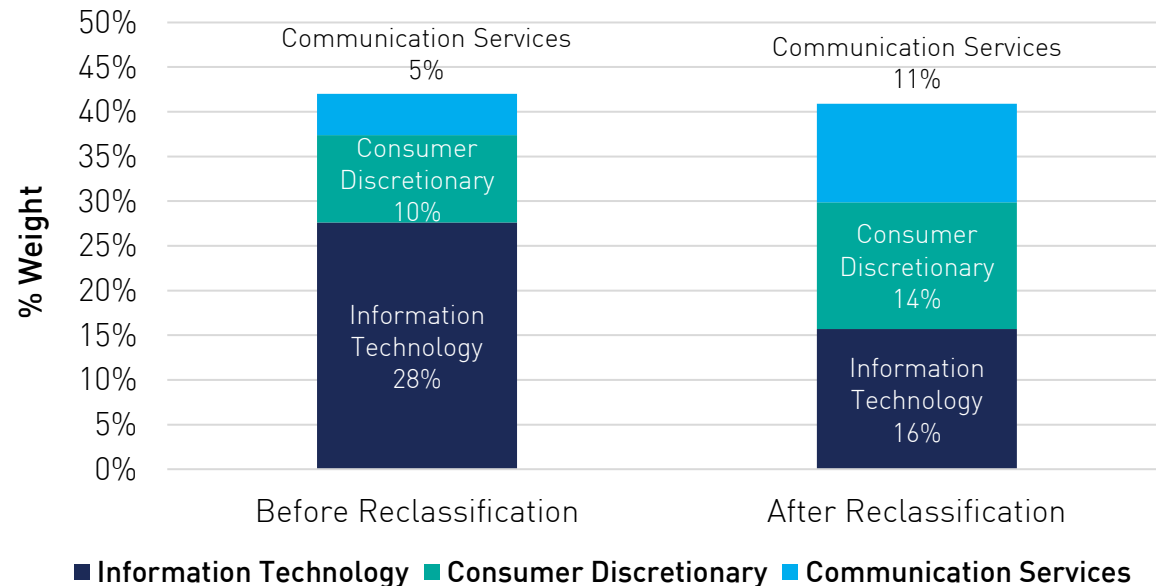 50%
45%
40%
35%
30%
25%
20%
15%
10%
5%
0%
% Weight
Communication Services
5%
Consumer
Discretionary
10%
Information
Technology
28%
Communication Services
11%
Consumer
Discretionary
14%
Information
Technology
16%
Before Reclassification
After Reclassification
Information Technology Consumer Discretionary Communication Services